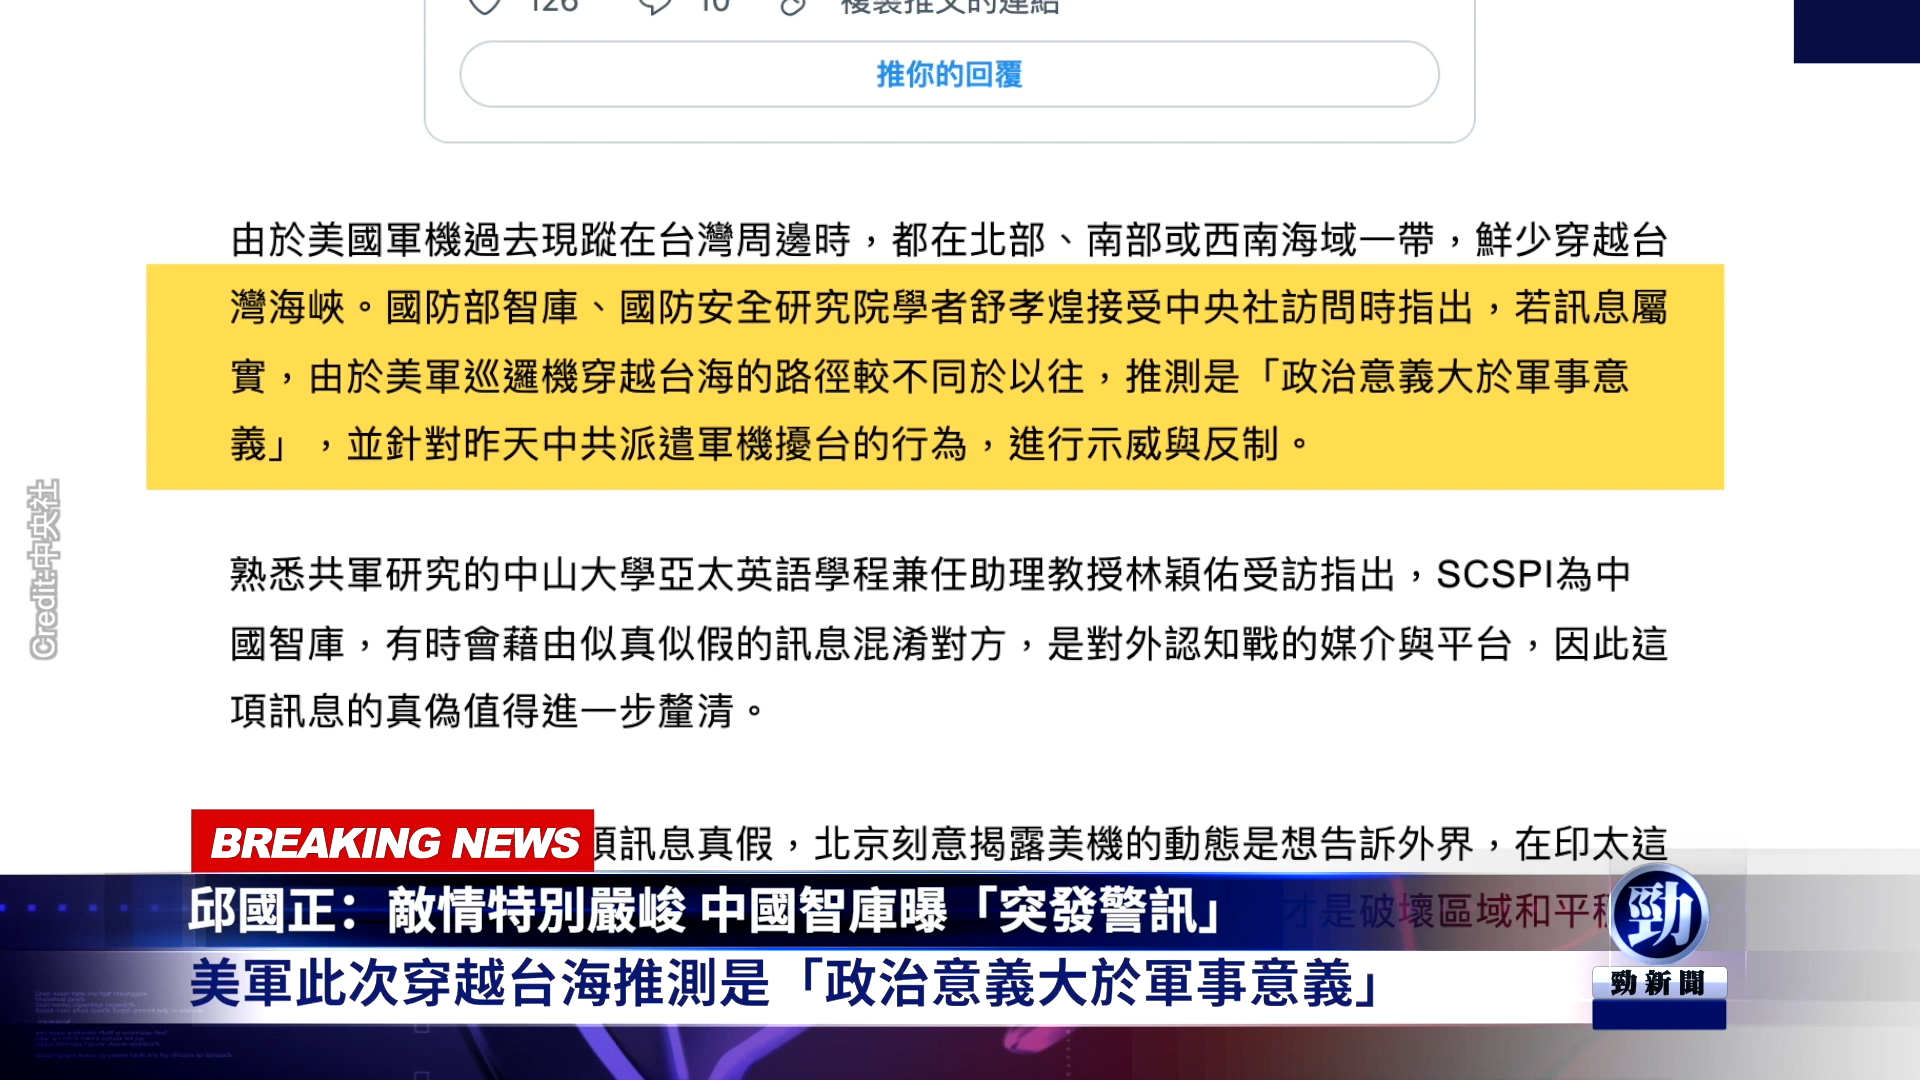 126 10 複製推文的連結
推你的回覆
由於美國軍機過去現蹤在台灣周邊時，都在北部、南部或西南海域一帶，鮮少穿越台
灣海峽。國防部智庫、國防安全研究院學者舒孝煌接受中央社訪問時指出，若訊息屬
實，由於美軍巡邏機穿越台海的路徑較不同於以往，推測是「政治意義大於軍事意
義」，並針對昨天中共派遣軍機擾台的行為，進行示威與反制。
Credit:中央社
熟悉共軍研究的中山大學亞太英語學程兼任助理教授林穎佑受訪指出，SCSPI為中
國智庫，有時會藉由似真似假的訊息混淆對方，是對外認知戰的媒介與平台，因此這
項訊息的真偽值得進一步釐清。
BREAKING NEWS
項訊息真假，北京刻意揭露美機的動態是想告訴外界，在印太這
邱國正：敵情特別嚴峻 中國智庫曝「突發警訊」
才是破壞區域和平穩
美軍此次穿越台海推測是「政治意義大於軍事意義」
勁
勁新聞